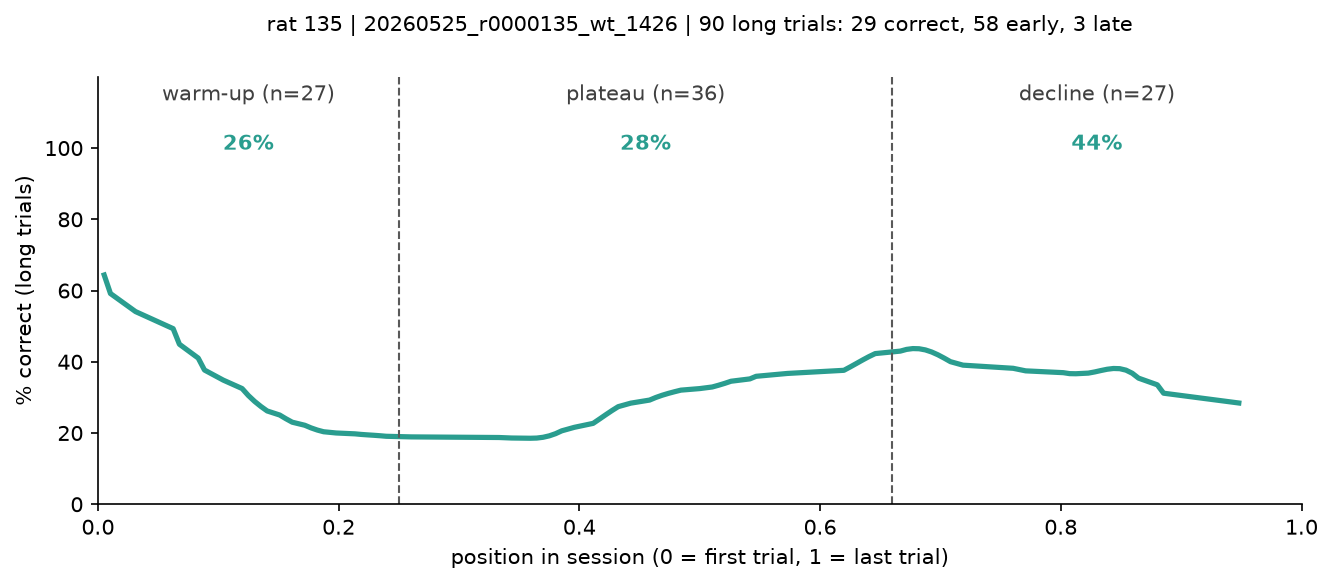 rat 135 | 20260525_r0000135_wt_1426 | 90 long trials: 29 correct, 58 early, 3 late
warm-up (n=27)
plateau (n=36)
decline (n=27)
26%
28%
44%
% correct (long trials)
100
80
60
40
20
0
0.0
0.2
0.4
0.6
0.8
1.0
position in session (0 = first trial, 1 = last trial)